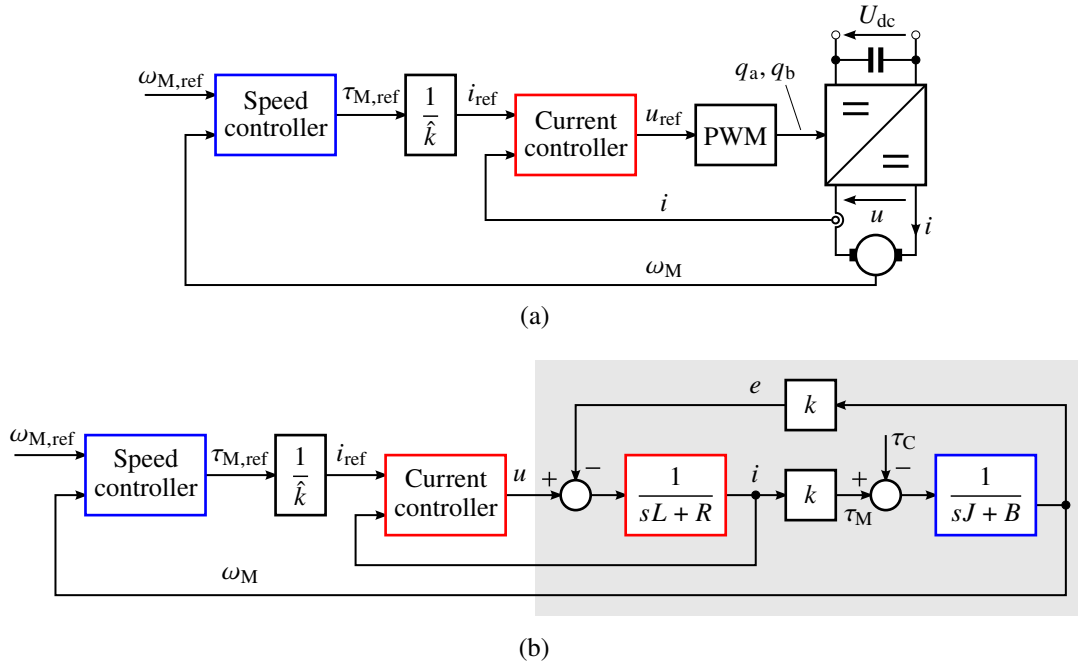 U_dc
ω_M,ref
Speed
controller
τ_M,ref
1
k̂
i_ref
Current
controller
u_ref
PWM
q_a, q_b
i
u
i
ω_M
(a)
e
k
ω_M,ref
Speed
controller
τ_M,ref
1
k̂
i_ref
Current
controller
u
+
−
1
sL + R
i
k
τ_M
+
τ_C
−
1
sJ + B
ω_M
(b)